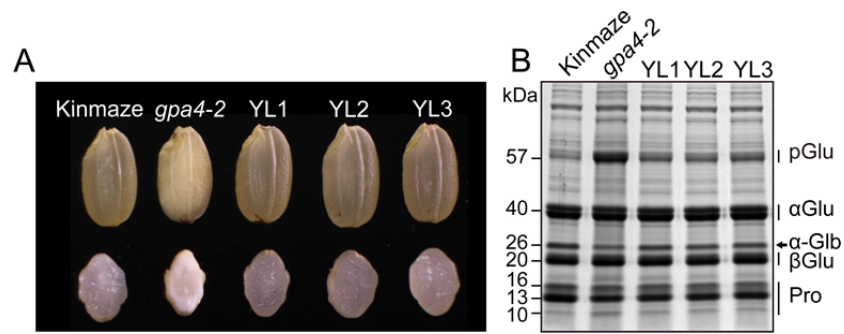 A
Kinmaze gpa4-2 YL1 YL2 YL3
B
Kinmaze gpa4-2 YL1 YL2 YL3
kDa
57 pGlu
40 αGlu
26 α-Glb
20 βGlu
16
13 Pro
10